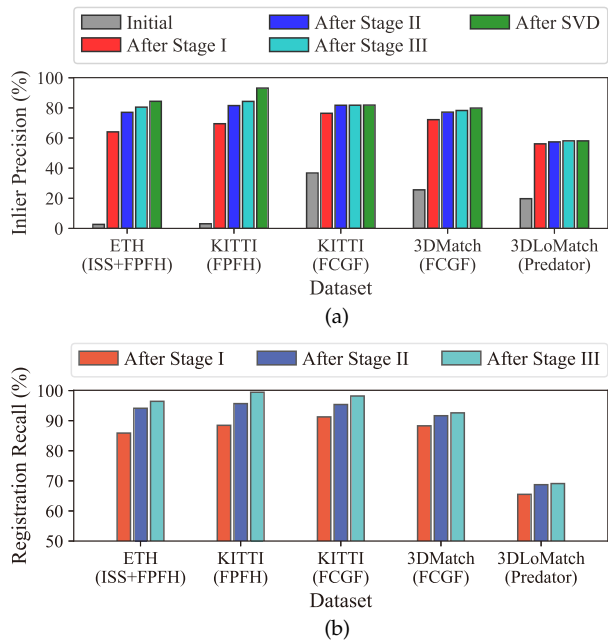 Initial After Stage II After SVD
After Stage I After Stage III
Inlier Precision (%)
100
80
60
40
20
0
ETH KITTI KITTI 3DMatch 3DLoMatch
(ISS+FPFH) (FPFH) (FCGF) (FCGF) (Predator)
Dataset
(a)
After Stage I After Stage II After Stage III
Registration Recall (%)
100
90
80
70
60
50
ETH KITTI KITTI 3DMatch 3DLoMatch
(ISS+FPFH) (FPFH) (FCGF) (FCGF) (Predator)
Dataset
(b)